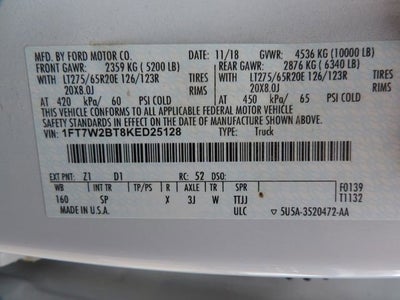 MFD. BY FORD MOTOR CO. 11/18 GVWR: 4536 KG (10000 LB)
FRONT GAWR: 2359 KG (5200 LB) REAR GAWR: 2876 KG (6340 LB)
LT275/65R20E 126/123R TIRES LT275/65R20E 126/123R TIRES
20X8.0J RIMS 20X8.0J RIMS
AT 420 kPa/ 60 PSI COLD AT 450 kPa/ 65 PSI COLD
THIS VEHICLE CONFORMS TO ALL APPLICABLE FEDERAL MOTOR
VEHICLE SAFETY STANDARDS IN EFFECT ON THE DATE OF MANUFACTURE SHOWN ABOVE.
VIN: 1FT7W2BT8KED25128 TYPE: Truck
EXT PNT: Z1 D1 RC: 52 DSO: F0139
WB INT TR TP/PS R AXLE TR SPR T1132
160 SP X 3J W TTJJ
MADE IN U.S.A. ULC ▽ 5U5A-3520472-AA